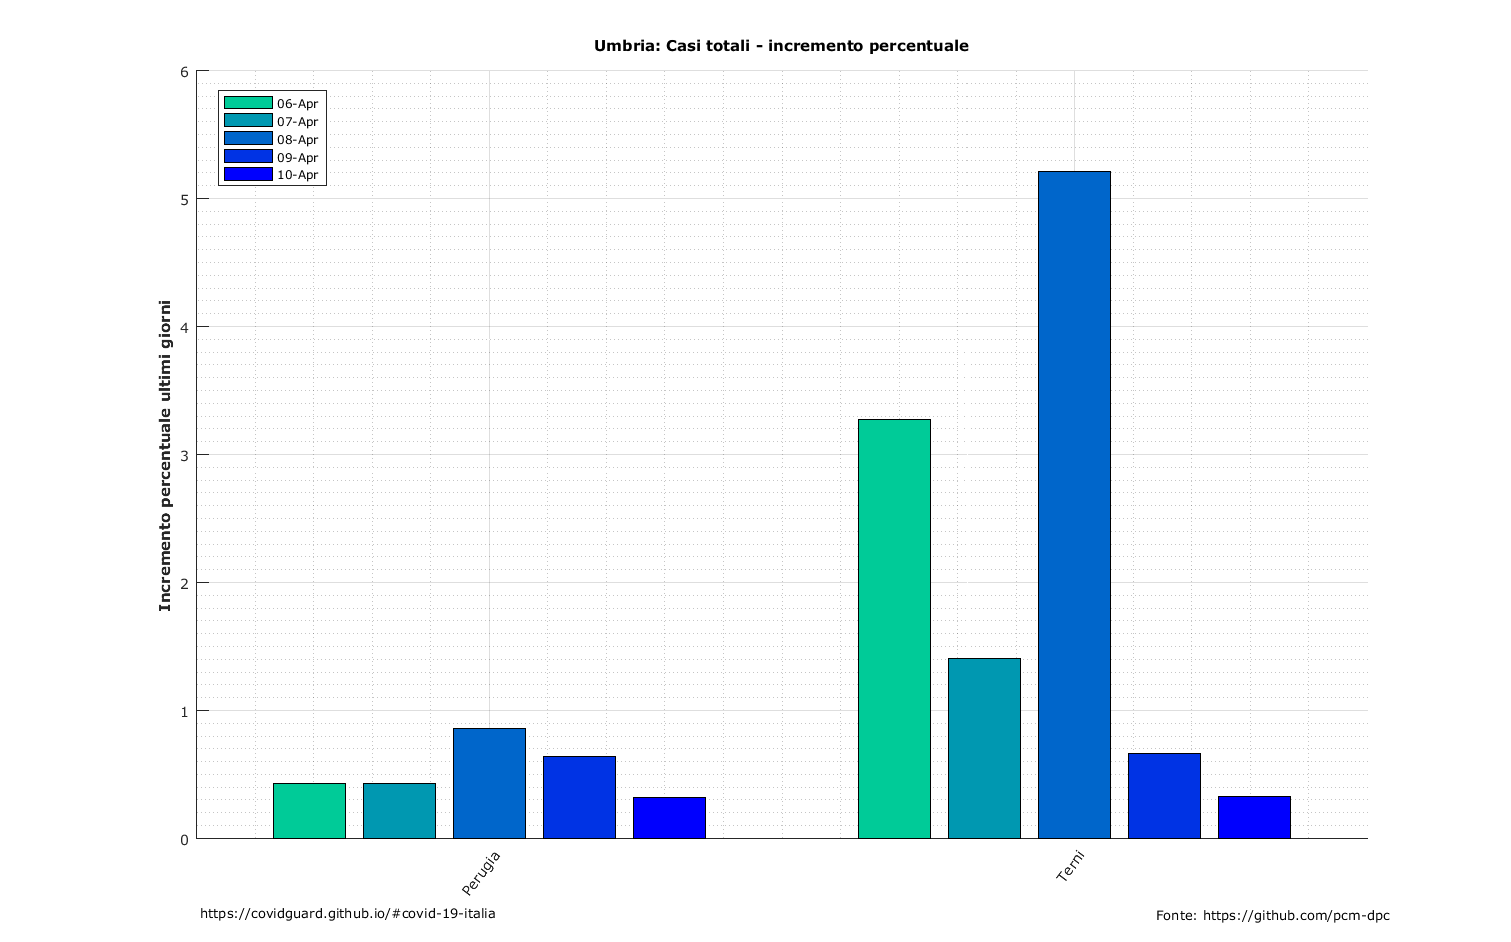 Umbria: Casi totali - incremento percentuale
6
5
4
3
2
1
0
Incremento percentuale ultimi giorni
06-Apr
07-Apr
08-Apr
09-Apr
10-Apr
Perugia
Terni
https://covidguard.github.io/#covid-19-italia
Fonte: https://github.com/pcm-dpc